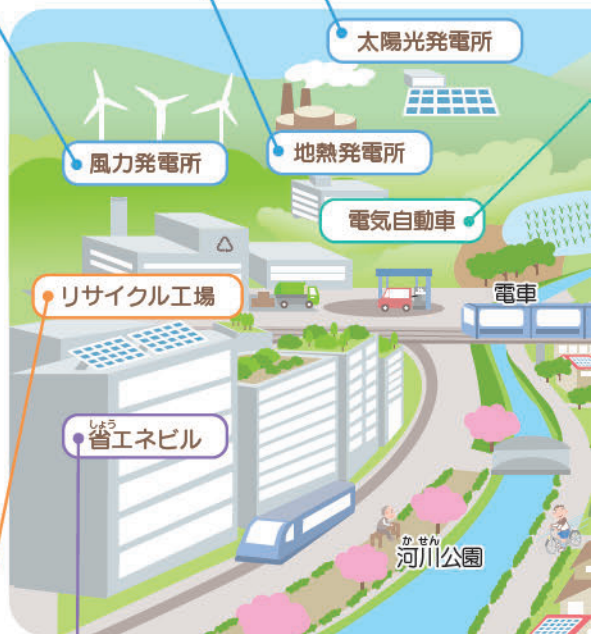 太陽光発電所
風力発電所
地熱発電所
電気自動車
リサイクル工場
電車
しょう
省エネビル
かせん
河川公園